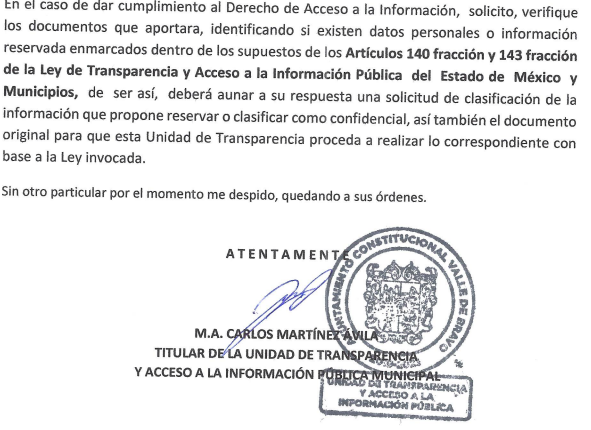 En el caso de dar cumplimiento al Derecho de Acceso a la Información, solicito, verifique
los documentos que aportara, identificando si existen datos personales o información
reservada enmarcados dentro de los supuestos de los Artículos 140 fracción y 143 fracción
de la Ley de Transparencia y Acceso a la Información Pública del Estado de México y
Municipios, de ser así, deberá aunar a su respuesta una solicitud de clasificación de la
información que propone reservar o clasificar como confidencial, así también el documento
original para que esta Unidad de Transparencia proceda a realizar lo correspondiente con
base a la Ley invocada.
Sin otro particular por el momento me despido, quedando a sus órdenes.
ATENTAMENTE
AYUNTAMIENTO CONSTITUCIONAL VALLE DE BRAVO
M.A. CARLOS MARTÍNEZ ÁVILA
TITULAR DE LA UNIDAD DE TRANSPARENCIA
Y ACCESO A LA INFORMACIÓN PÚBLICA MUNICIPAL
UNIDAD DE TRANSPARENCIA
Y ACCESO A LA
INFORMACIÓN PÚBLICA